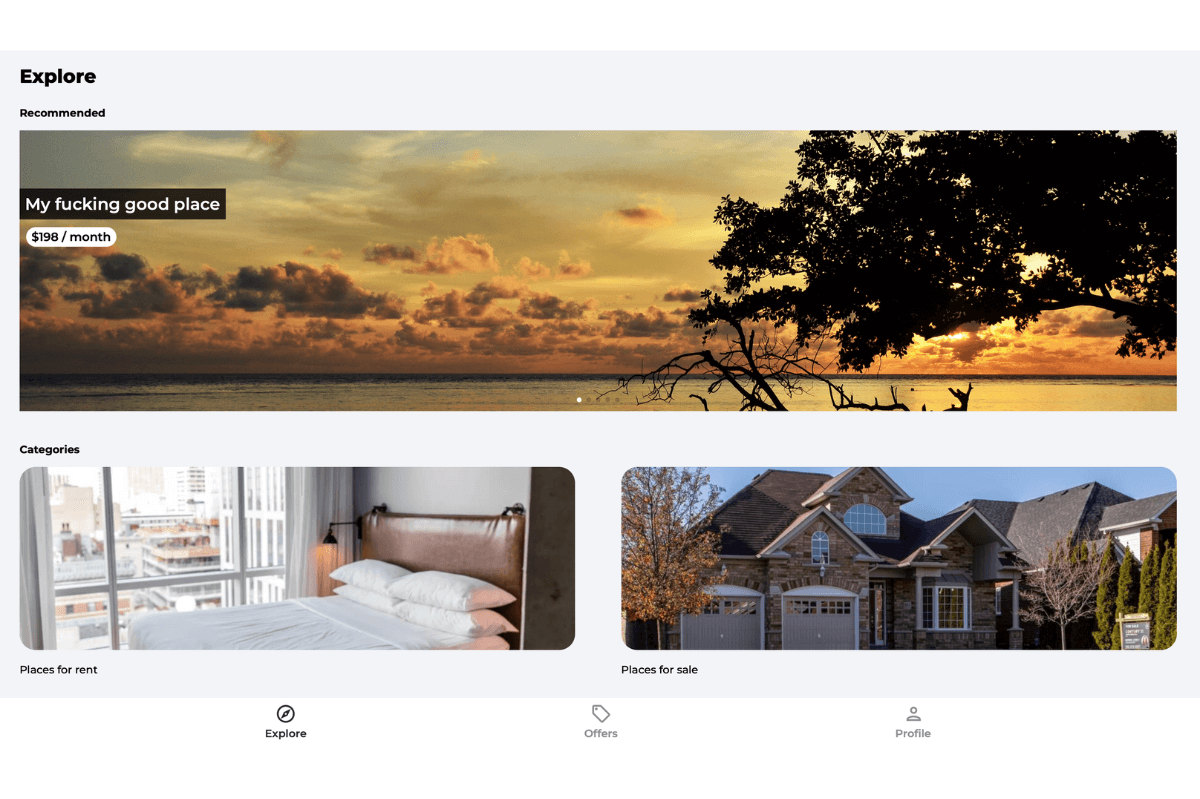 Explore
Recommended
My fucking good place
$198 / month
Categories
Places for rent
Places for sale
Explore
Offers
Profile